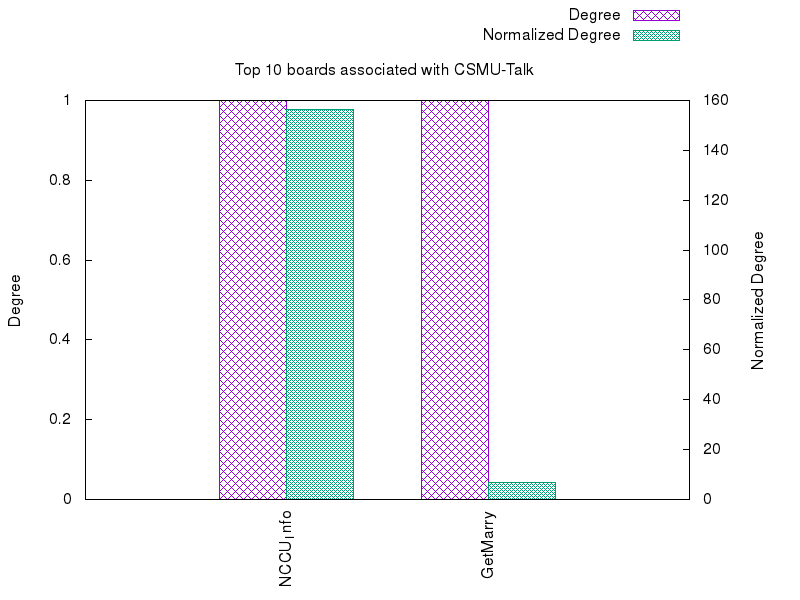 Degree
Normalized Degree
Top 10 boards associated with CSMU-Talk
1
0.8
0.6
0.4
0.2
0
160
140
120
100
80
60
40
20
0
Degree
Normalized Degree
NCCUInfo
GetMarry